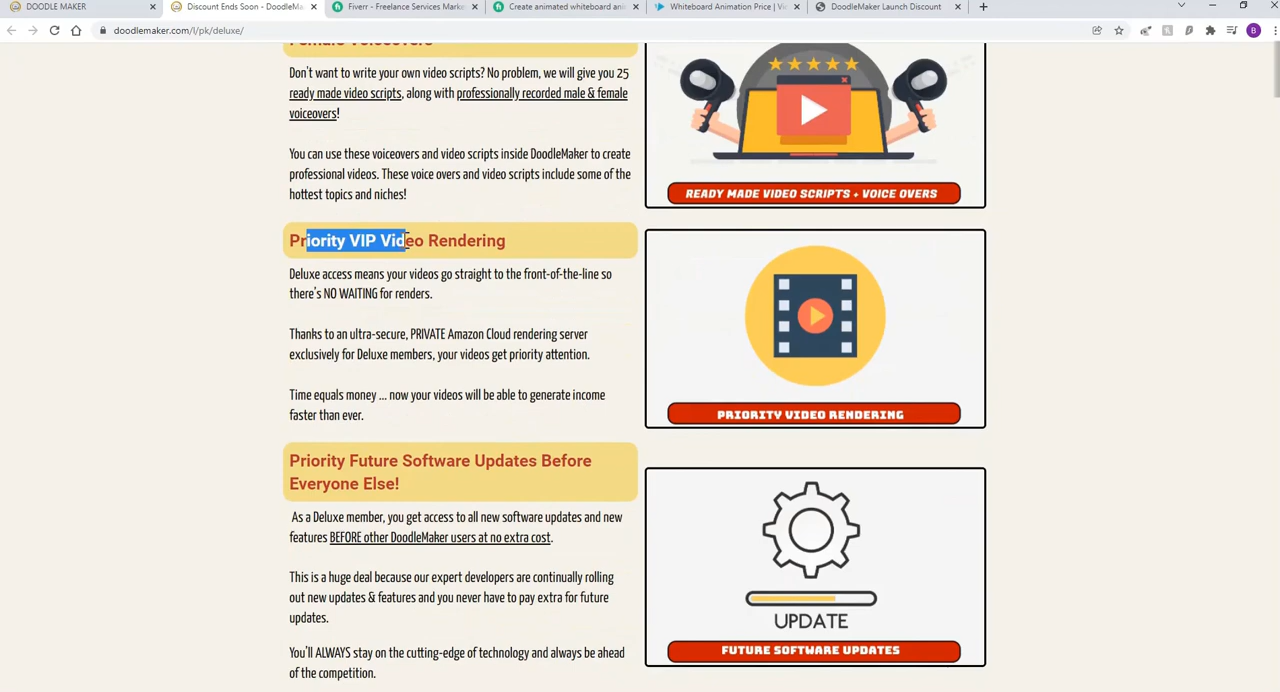 DOODLE MAKER
Discount Ends Soon - DoodleMa
Fiverr - Freelance Services Marke
Create animated whiteboard ani
Whiteboard Animation Price | Vi
DoodleMaker Launch Discount
doodlemaker.com/l/pk/deluxe/
B
Female Voiceovers
Don't want to write your own video scripts? No problem, we will give you 25
ready made video scripts, along with professionally recorded male & female
voiceovers!
You can use these voiceovers and video scripts inside DoodleMaker to create
professional videos. These voice overs and video scripts include some of the
hottest topics and niches!
READY MADE VIDEO SCRIPTS + VOICE OVERS
Priority VIP Video Rendering
Deluxe access means your videos go straight to the front-of-the-line so
there's NO WAITING for renders.
Thanks to an ultra-secure, PRIVATE Amazon Cloud rendering server
exclusively for Deluxe members, your videos get priority attention.
Time equals money ... now your videos will be able to generate income
faster than ever.
PRIORITY VIDEO RENDERING
Priority Future Software Updates Before
Everyone Else!
As a Deluxe member, you get access to all new software updates and new
features BEFORE other DoodleMaker users at no extra cost.
This is a huge deal because our expert developers are continually rolling
out new updates & features and you never have to pay extra for future
updates.
You'll ALWAYS stay on the cutting-edge of technology and always be ahead
of the competition.
UPDATE
FUTURE SOFTWARE UPDATES